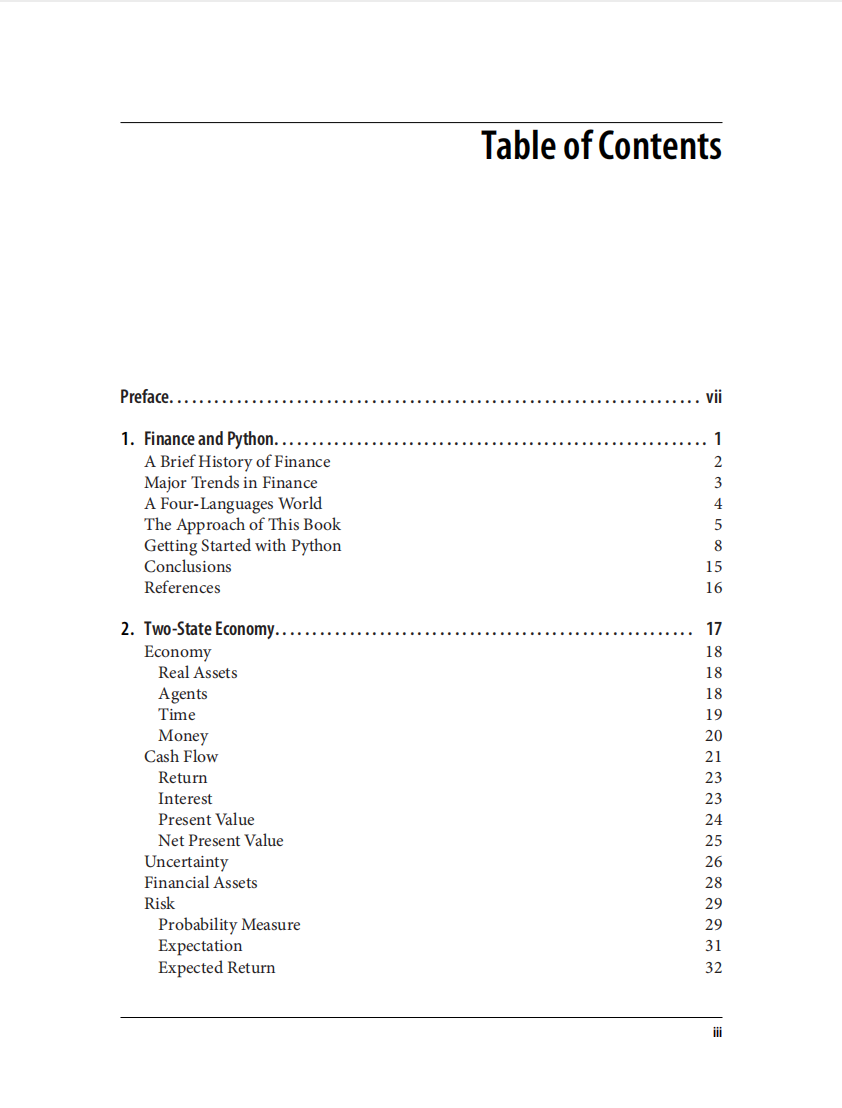 Table of Contents
Preface. . . . . . . . . . . . . . . . . . . . . . . . . . . . . . . . . . . . . . . . . . . . . . . . . . . . . . . . . . . . . . . . . . . . . . vii
1. Finance and Python. . . . . . . . . . . . . . . . . . . . . . . . . . . . . . . . . . . . . . . . . . . . . . . . . . . . . . . . . 1
A Brief History of Finance 2
Major Trends in Finance 3
A Four-Languages World 4
The Approach of This Book 5
Getting Started with Python 8
Conclusions 15
References 16
2. Two-State Economy. . . . . . . . . . . . . . . . . . . . . . . . . . . . . . . . . . . . . . . . . . . . . . . . . . . . . . . 17
Economy 18
Real Assets 18
Agents 18
Time 19
Money 20
Cash Flow 21
Return 23
Interest 23
Present Value 24
Net Present Value 25
Uncertainty 26
Financial Assets 28
Risk 29
Probability Measure 29
Expectation 31
Expected Return 32
iii